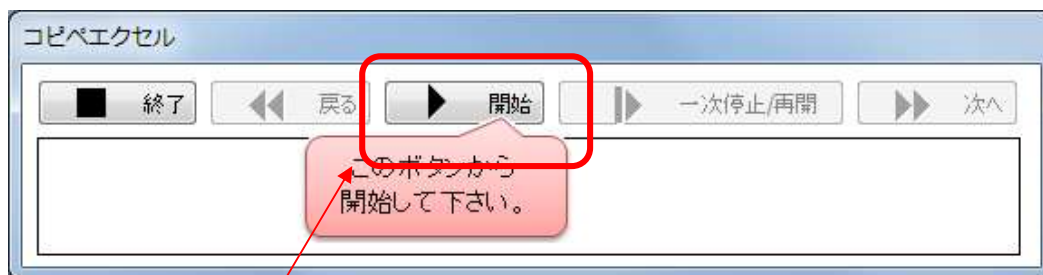 コピペエクセル
終了
戻る
開始
一次停止/再開
次へ
このボタンから
開始して下さい。